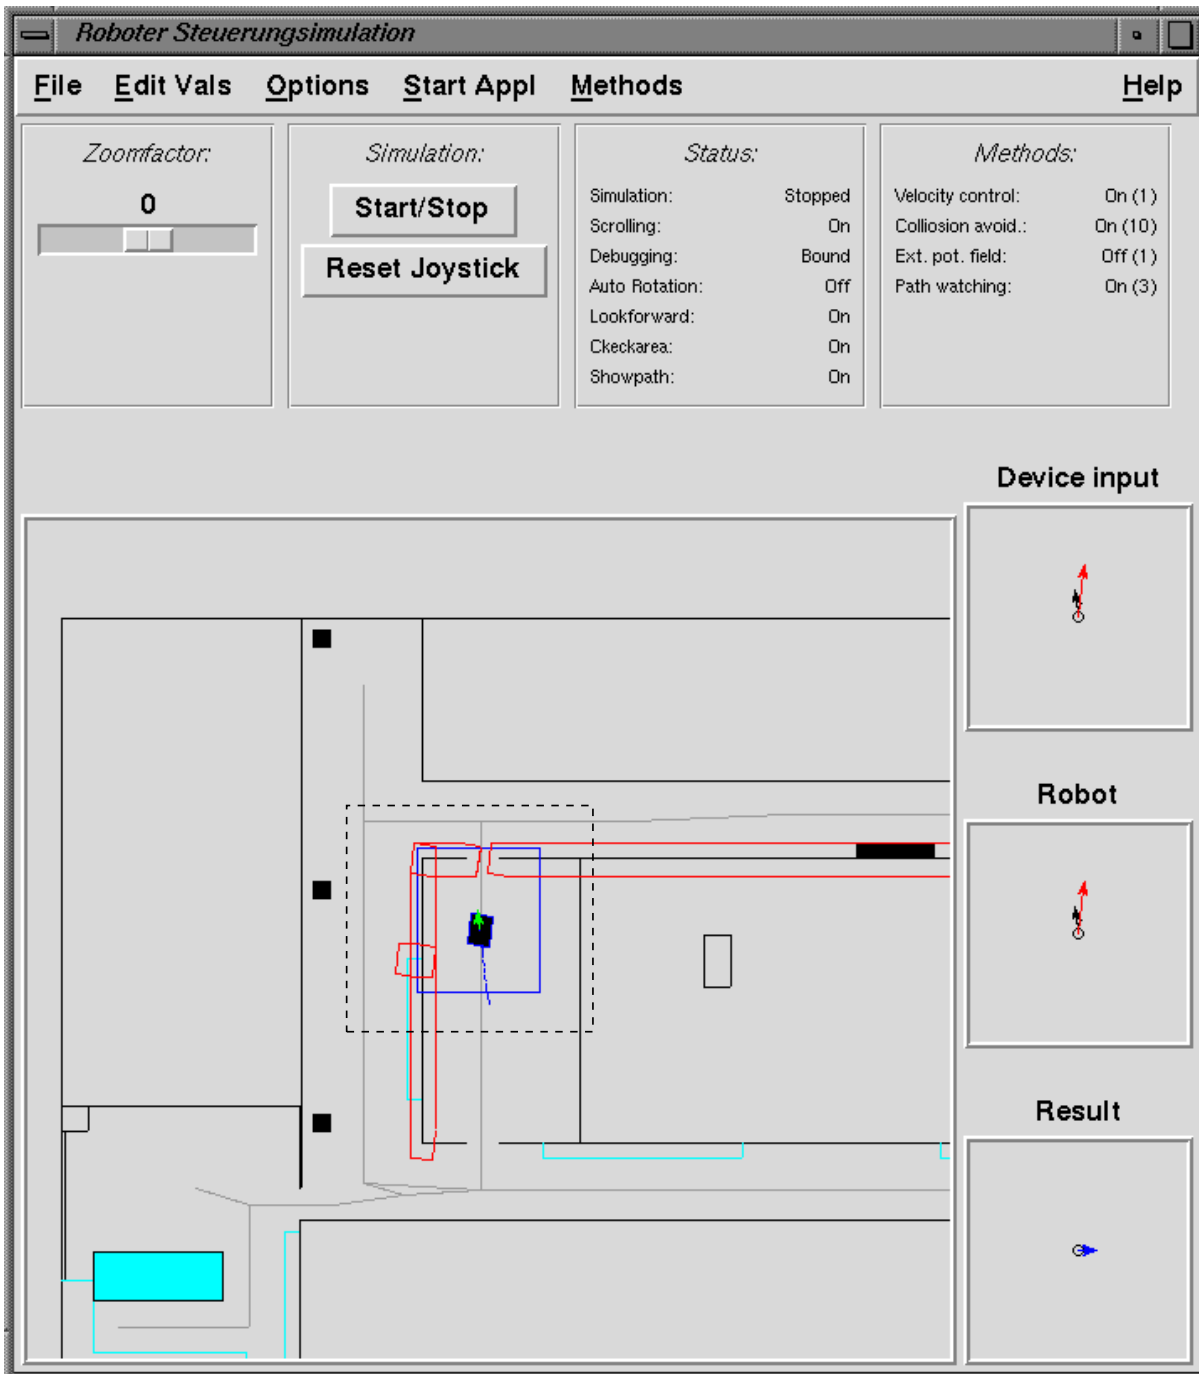 Roboter Steuerungsimulation
File Edit Vals Options Start Appl Methods Help
Zoomfactor:
0
Simulation:
Start/Stop
Reset Joystick
Status:
Simulation: Stopped
Scrolling: On
Debugging: Bound
Auto Rotation: Off
Lookforward: On
Ckeckarea: On
Showpath: On
Methods:
Velocity control: On (1)
Colliosion avoid.: On (10)
Ext. pot. field: Off (1)
Path watching: On (3)
Device input
Robot
Result